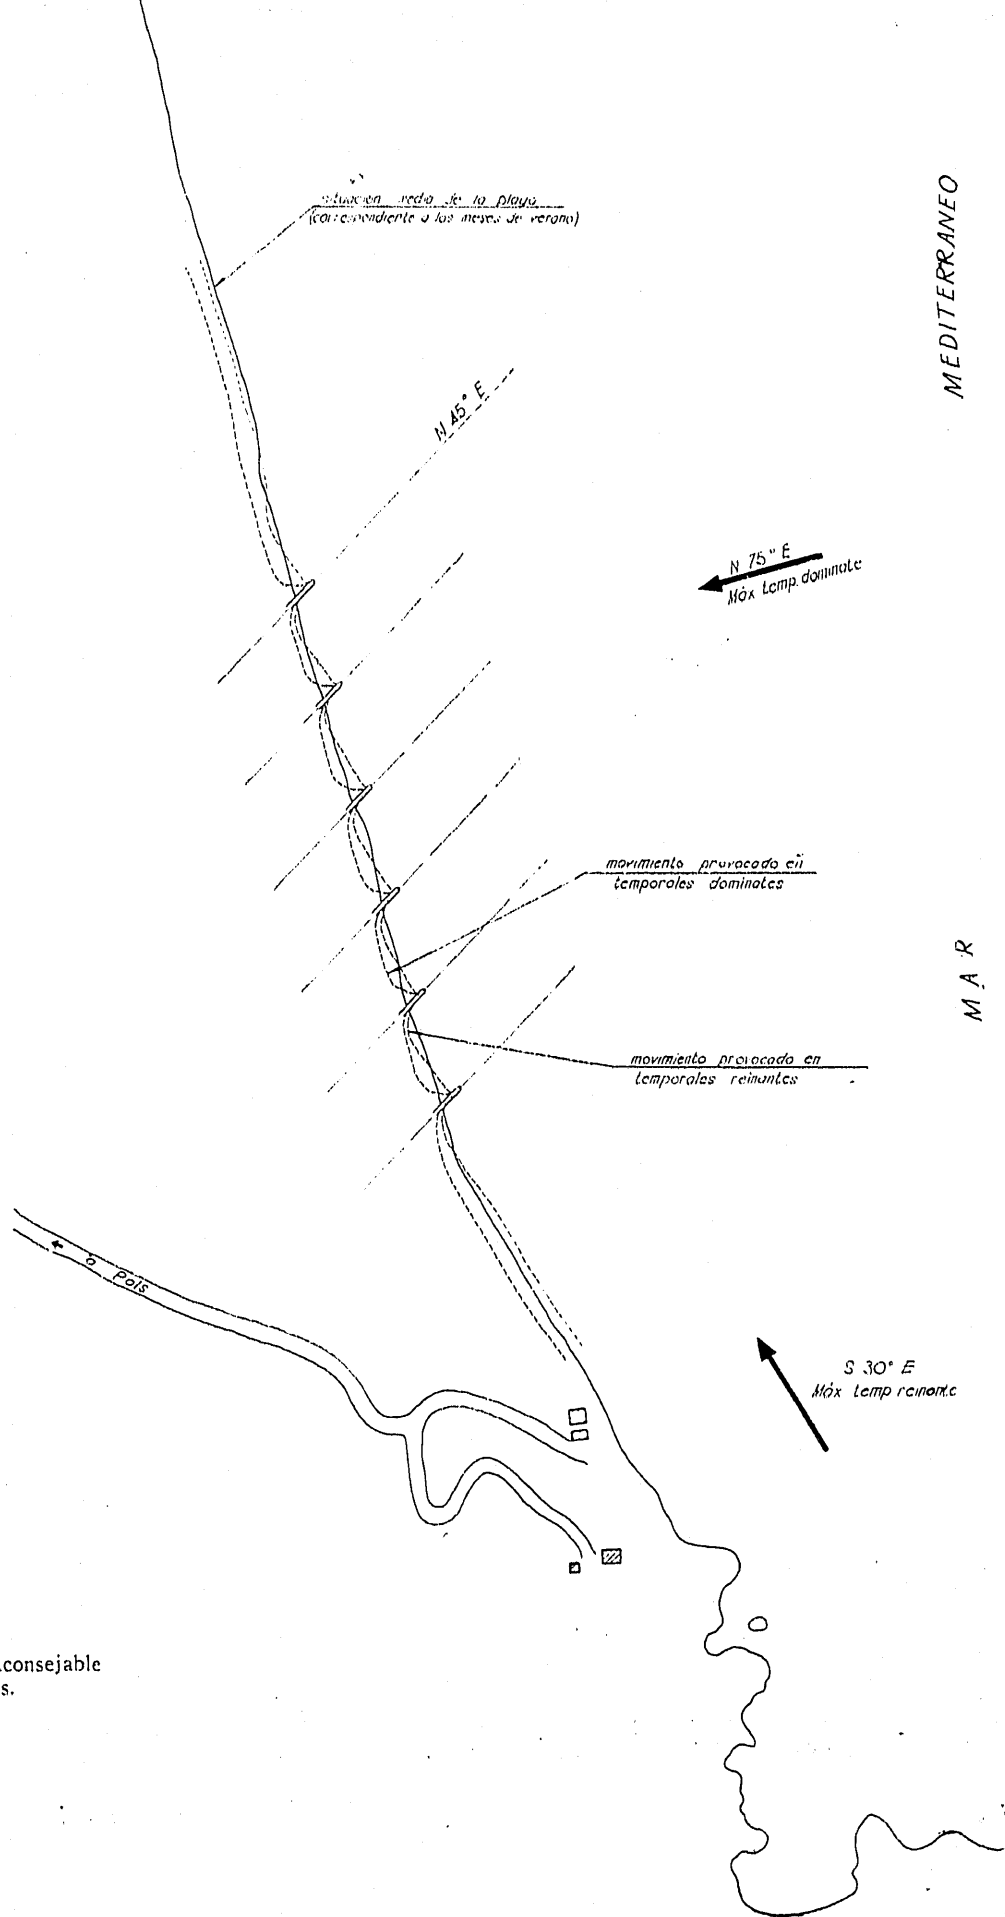 media de la playa
(correspondiente a los meses de verano)
MEDITERRANEO
N 45° E
N 75° E
Máx temp. dominate
movimiento provocado en
temporales dominates
MAR
movimiento provocado en
temporales reinantes
a Pals
S 30° E
Máx temp reinante
consejable
s.